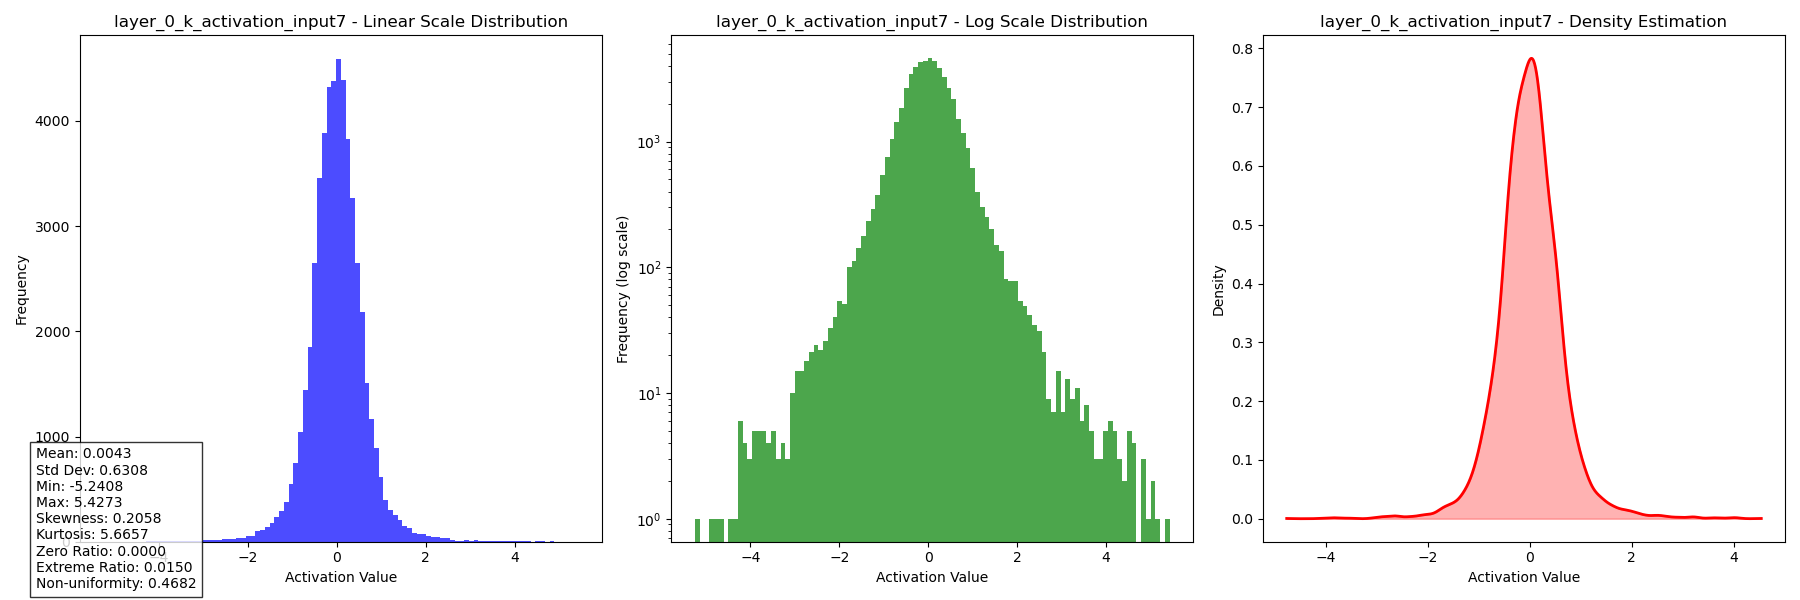 layer_0_k_activation_input7 - Linear Scale Distribution
4000
3000
2000
1000
0
Frequency
−4
−2
0
2
4
Activation Value
Mean: 0.0043
Std Dev: 0.6308
Min: -5.2408
Max: 5.4273
Skewness: 0.2058
Kurtosis: 5.6657
Zero Ratio: 0.0000
Extreme Ratio: 0.0150
Non-uniformity: 0.4682
layer_0_k_activation_input7 - Log Scale Distribution
10³
10²
10¹
10⁰
Frequency (log scale)
−4
−2
0
2
4
Activation Value
layer_0_k_activation_input7 - Density Estimation
0.8
0.7
0.6
0.5
0.4
0.3
0.2
0.1
0.0
Density
−4
−2
0
2
4
Activation Value